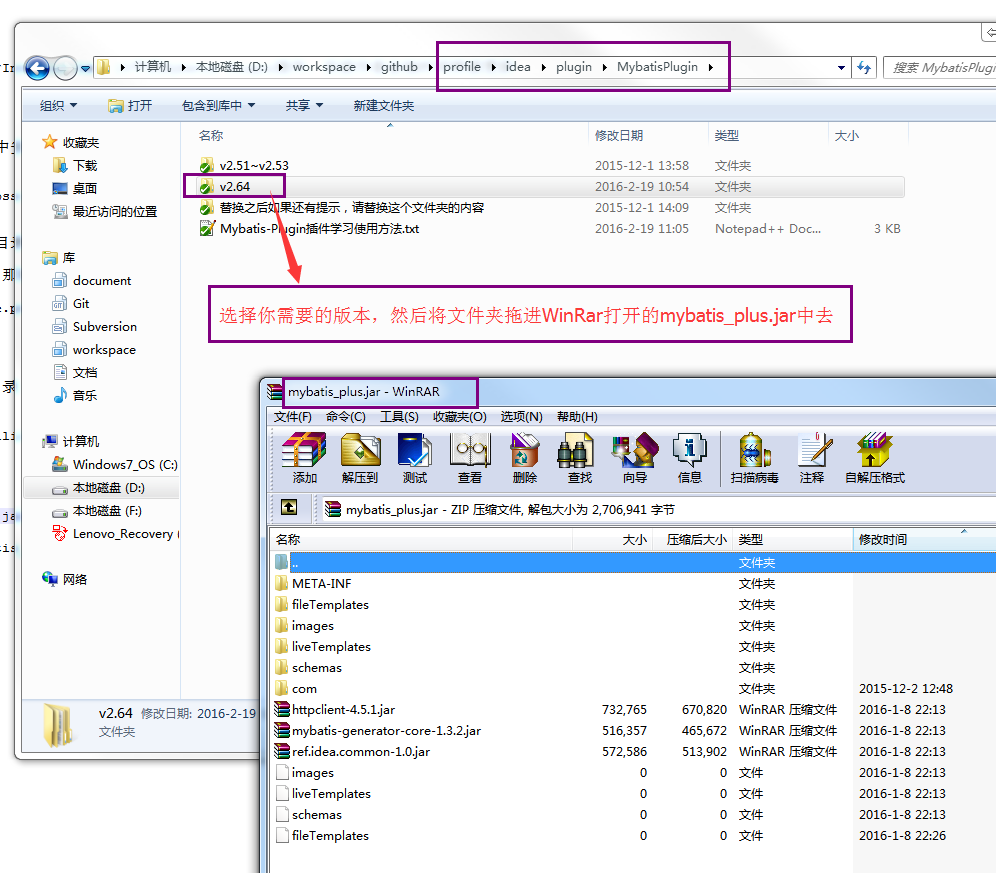 计算机 本地磁盘 (D:) workspace github profile idea plugin MybatisPlugin 搜索 MybatisPlugi
组织 打开 包含到库中 共享 新建文件夹
名称 修改日期 类型 大小
v2.51~v2.53 2015-12-1 13:58 文件夹
v2.64 2016-2-19 10:54 文件夹
替换之后如果还有提示，请替换这个文件夹的内容 2015-12-1 14:09 文件夹
Mybatis-Plugin插件学习使用方法.txt 2016-2-19 11:05 Notepad++ Doc... 3 KB
收藏夹
下载
桌面
最近访问的位置
库
document
Git
Subversion
workspace
文档
音乐
计算机
Windows7_OS (C:)
本地磁盘 (D:)
本地磁盘 (F:)
Lenovo_Recovery (
网络
选择你需要的版本，然后将文件夹拖进WinRar打开的mybatis_plus.jar中去
v2.64 修改日期: 2016-2-19
文件夹
mybatis_plus.jar - WinRAR
文件(F) 命令(C) 工具(S) 收藏夹(O) 选项(N) 帮助(H)
添加 解压到 测试 查看 删除 查找 向导 信息 扫描病毒 注释 自解压格式
mybatis_plus.jar - ZIP 压缩文件, 解包大小为 2,706,941 字节
名称 大小 压缩后大小 类型 修改时间
.. 文件夹
META-INF 文件夹
fileTemplates 文件夹
images 文件夹
liveTemplates 文件夹
schemas 文件夹
com 文件夹 2015-12-2 12:48
httpclient-4.5.1.jar 732,765 670,820 WinRAR 压缩文件 2016-1-8 22:13
mybatis-generator-core-1.3.2.jar 516,357 465,672 WinRAR 压缩文件 2016-1-8 22:13
ref.idea.common-1.0.jar 572,586 513,902 WinRAR 压缩文件 2016-1-8 22:13
images 0 0 文件 2016-1-8 22:13
liveTemplates 0 0 文件 2016-1-8 22:13
schemas 0 0 文件 2016-1-8 22:13
fileTemplates 0 0 文件 2016-1-8 22:26